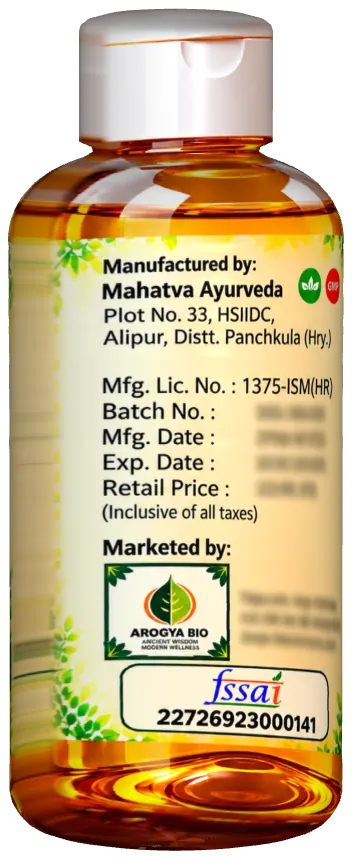 Manufactured by:
Mahatva Ayurveda
GMP
Plot No. 33, HSIIDC,
Alipur, Distt. Panchkula (Hry.)
Mfg. Lic. No. : 1375-ISM(HR)
Batch No. :
Mfg. Date :
Exp. Date :
Retail Price :
(Inclusive of all taxes)
Marketed by:
AROGYA BIO
ANCIENT WISDOM
MODERN WELLNESS
fssai
22726923000141